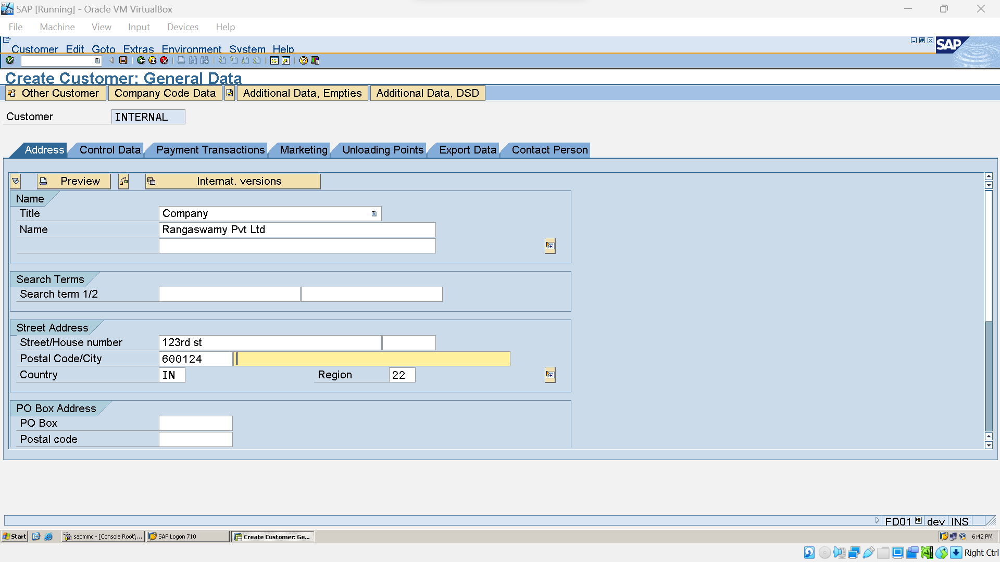 SAP [Running] - Oracle VM VirtualBox
File Machine View Input Devices Help
Customer Edit Goto Extras Environment System Help
SAP
Create Customer: General Data
Other Customer Company Code Data Additional Data, Empties Additional Data, DSD
Customer INTERNAL
Address Control Data Payment Transactions Marketing Unloading Points Export Data Contact Person
Preview Internat. versions
Name
Title Company
Name Rangaswamy Pvt Ltd
Search Terms
Search term 1/2
Street Address
Street/House number 123rd st
Postal Code/City 600124
Country IN Region 22
PO Box Address
PO Box
Postal code
FD01 dev INS
Start sapmmc - [Console Root\... SAP Logon 710 Create Customer: Ge... 6:42 PM
Right Ctrl